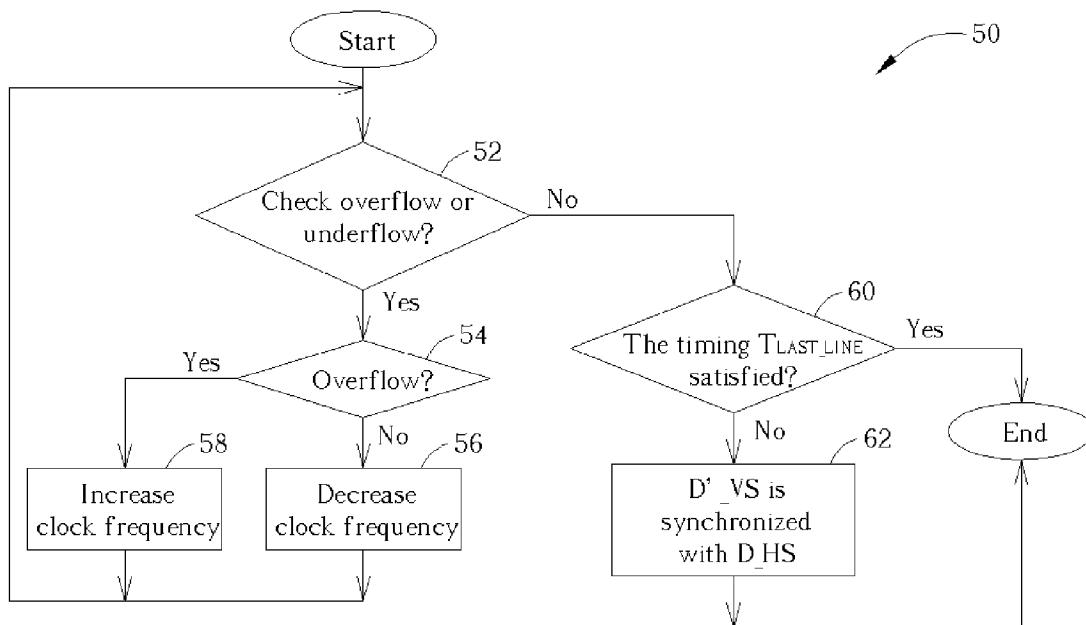 Start
50
52
Check overflow or
underflow?
No
Yes
60
The timing TLAST_LINE
satisfied?
Yes
54
Overflow?
Yes
No
No
End
58
Increase
clock frequency
56
Decrease
clock frequency
62
D'_VS is
synchronized
with D_HS